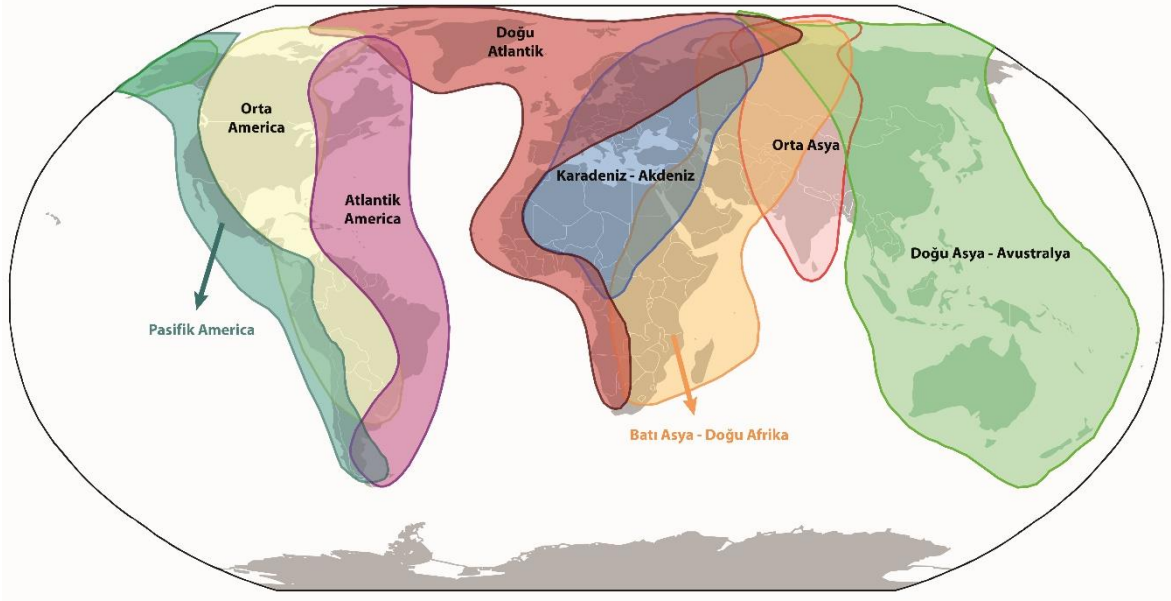 Doğu
Atlantik
Orta
America
Orta Asya
Karadeniz - Akdeniz
Atlantik
America
Doğu Asya - Avustralya
Pasifik America
Batı Asya - Doğu Afrika